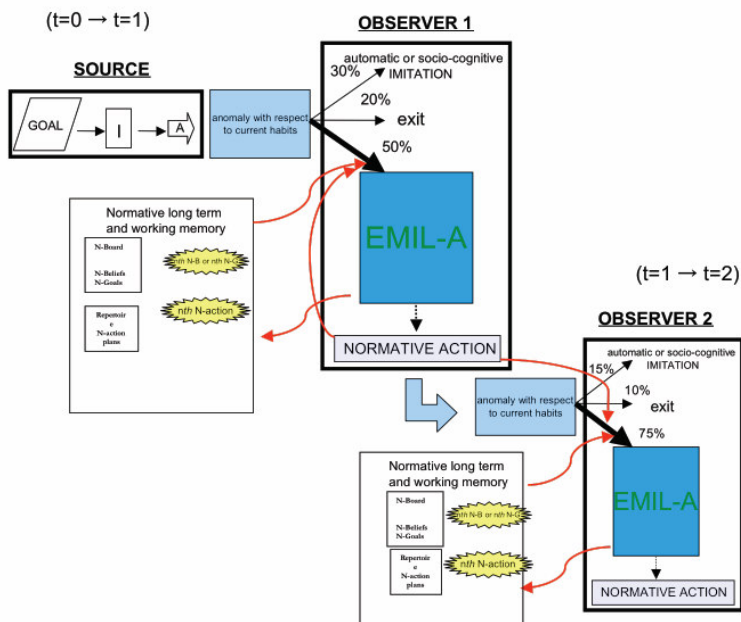 (t=0 → t=1)
OBSERVER 1
SOURCE
GOAL
I
A
anomaly with respect
to current habits
automatic or socio-cognitive
IMITATION
30%
20%
exit
50%
EMIL-A
NORMATIVE ACTION
Normative long term
and working memory
N-Board
N-Beliefs
N-Goals
nth N-B or nth N-G
Repertoir
e
N-action
plans
nth N-action
(t=1 → t=2)
OBSERVER 2
anomaly with respect
to current habits
automatic or socio-cognitive
IMITATION
15%
10%
exit
75%
EMIL-A
NORMATIVE ACTION
Normative long term
and working memory
N-Board
N-Beliefs
N-Goals
nth N-B or nth N-G
Repertoir
e
N-action
plans
nth N-action